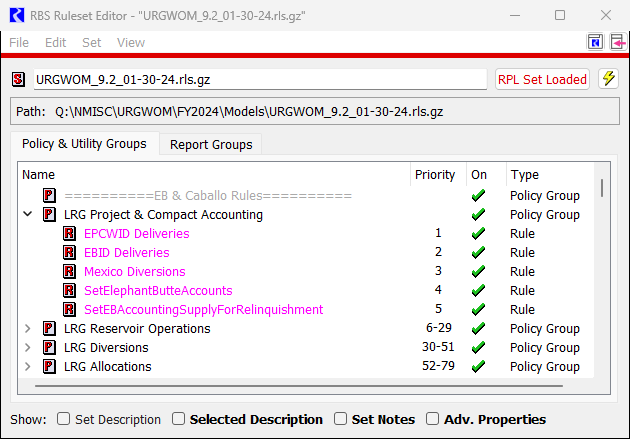 RBS Ruleset Editor - "URGWOM_9.2_01-30-24.rls.gz"
File Edit Set View
S URGWOM_9.2_01-30-24.rls.gz RPL Set Loaded
Path: Q:\NMISC\URGWOM\FY2024\Models\URGWOM_9.2_01-30-24.rls.gz
Policy & Utility Groups Report Groups
Name Priority On Type
P ==========EB & Caballo Rules========== Policy Group
P LRG Project & Compact Accounting Policy Group
R EPCWID Deliveries 1 Rule
R EBID Deliveries 2 Rule
R Mexico Diversions 3 Rule
R SetElephantButteAccounts 4 Rule
R SetEBAccountingSupplyForRelinquishment 5 Rule
P LRG Reservoir Operations 6-29 Policy Group
P LRG Diversions 30-51 Policy Group
P LRG Allocations 52-79 Policy Group
Show: Set Description Selected Description Set Notes Adv. Properties